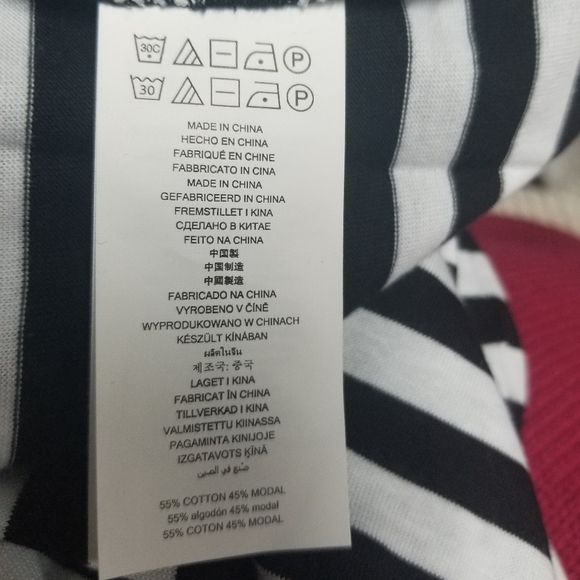 30C P
30 P
MADE IN CHINA
HECHO EN CHINA
FABRIQUÉ EN CHINE
FABBRICATO IN CINA
MADE IN CHINA
GEFABRICEERD IN CHINA
FREMSTILLET I KINA
СДЕЛАНО В КИТАЕ
FEITO NA CHINA
中国製
中国制造
中國製造
FABRICADO NA CHINA
VYROBENO V ČÍNĚ
WYPRODUKOWANO W CHINACH
KÉSZÜLT KÍNÁBAN
ผลิตในจีน
제조국: 중국
LAGET I KINA
FABRICAT ÎN CHINA
TILLVERKAD I KINA
VALMISTETTU KIINASSA
PAGAMINTA KINIJOJE
IZGATAVOTS ĶĪNĀ
صنع في الصين
55% COTTON 45% MODAL
55% algodón 45% modal
55% COTON 45% MODAL